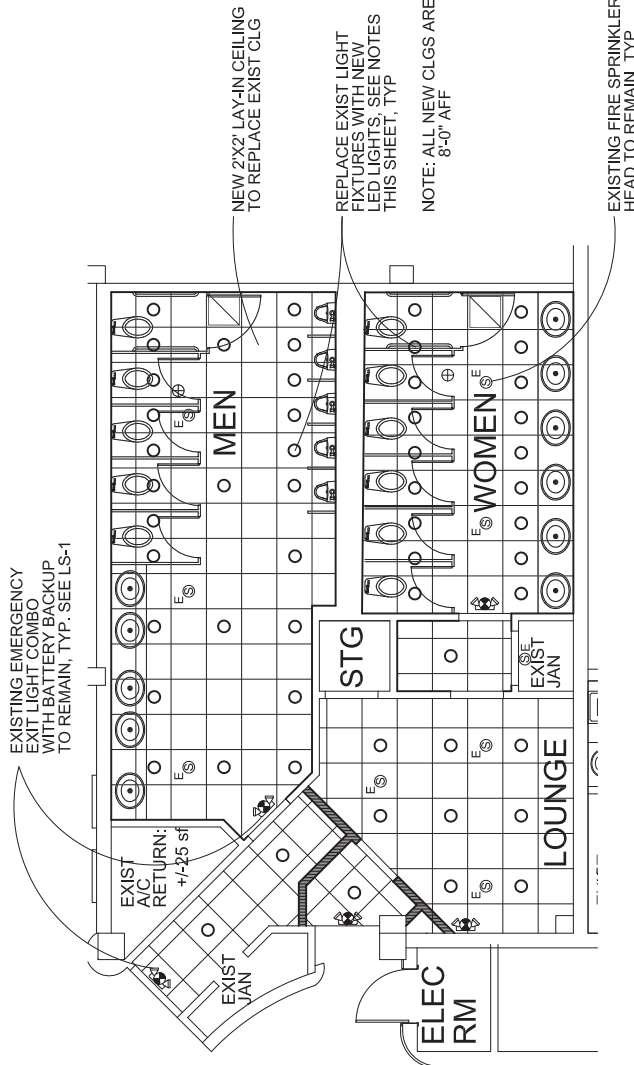 EXISTING EMERGENCY
EXIT LIGHT COMBO
WITH BATTERY BACKUP
TO REMAIN, TYP. SEE LS-1
NEW 2'X2' LAY-IN CEILING
TO REPLACE EXIST CLG
REPLACE EXIST LIGHT
FIXTURES WITH NEW
LED LIGHTS, SEE NOTES
THIS SHEET, TYP
NOTE: ALL NEW CLGS ARE
8'-0" AFF
EXISTING FIRE SPRINKLER
HEAD TO REMAIN, TYP
EXIST
A/C
RETURN:
+/-25 sf
MEN
E S
E S
E S
WOMEN
E S
E S
STG
S E
EXIST
JAN
LOUNGE
E S
E S
E S
EXIST
JAN
ELEC
RM